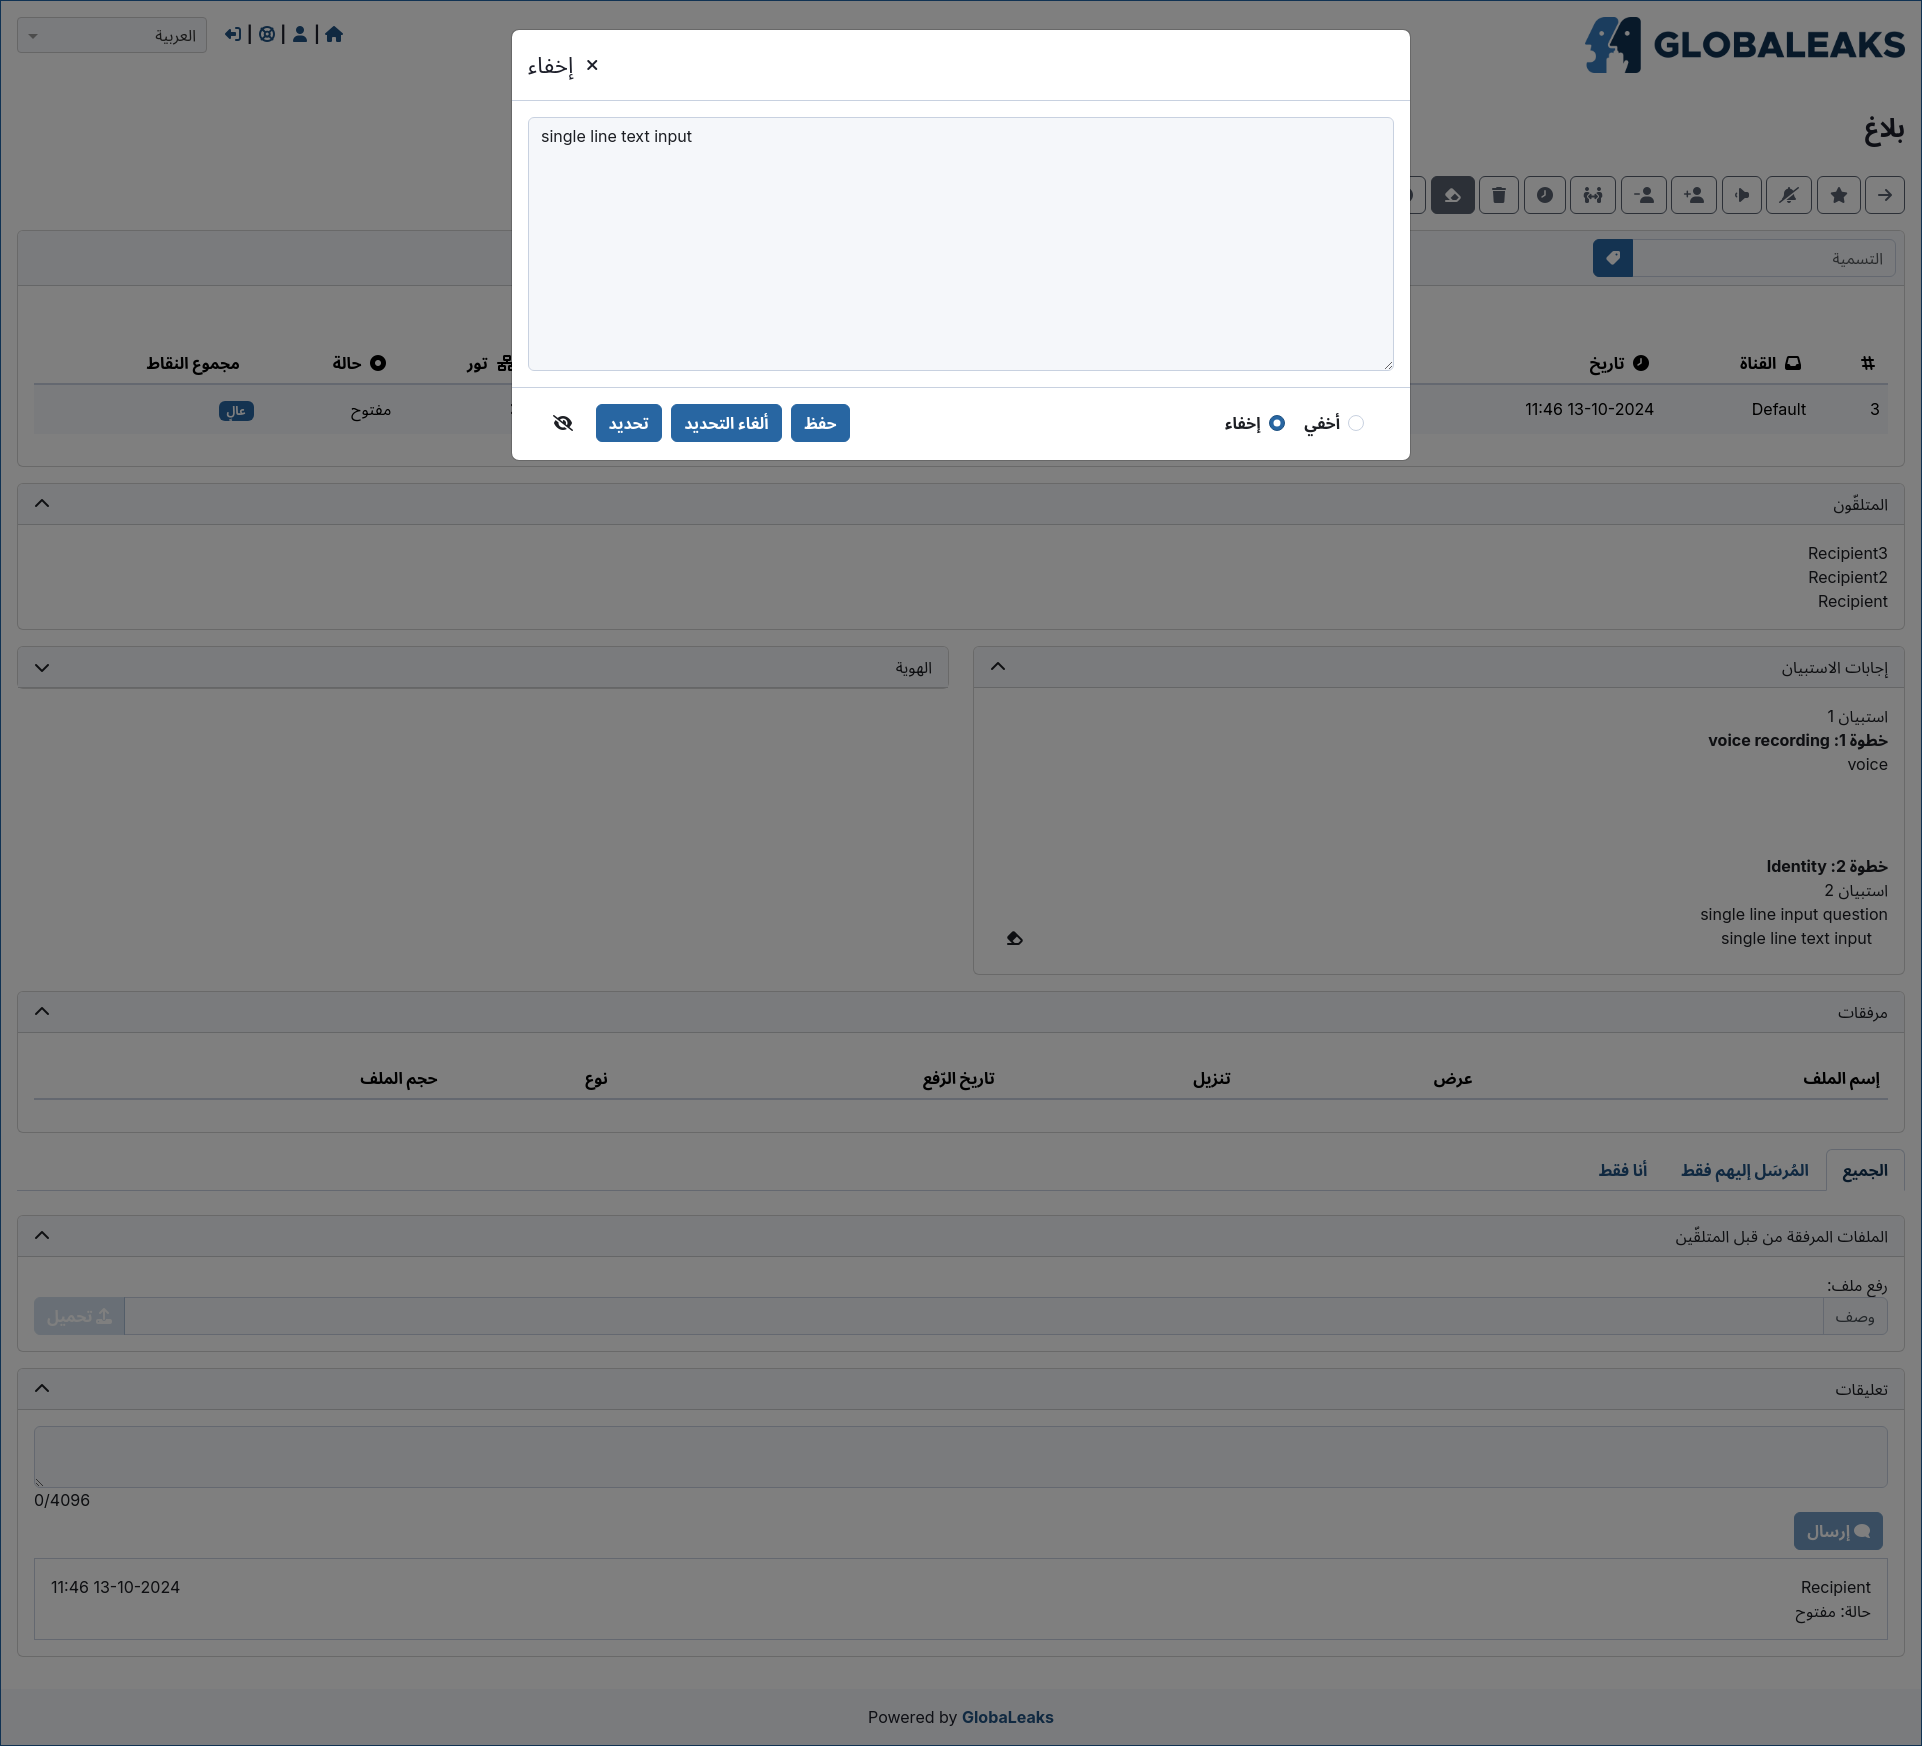 GLOBALEAKS
العربية
إخفاء
single line text input
أخفي
إخفاء
حفظ
ألغاء التحديد
تحديد
بلاغ
التسمية
القناة
تاريخ
تور
حالة
مجموع النقاط
3
Default
11:46 13-10-2024
مفتوح
عالٍ
المتلقّون
Recipient3
Recipient2
Recipient
إجابات الاستبيان
استبيان 1
خطوة 1: voice recording
voice
خطوة 2: Identity
استبيان 2
single line input question
single line text input
الهوية
مرفقات
إسم الملف
عرض
تنزيل
تاريخ الرّفع
نوع
حجم الملف
الجميع
المُرسَل إليهم فقط
أنا فقط
الملفات المرفقة من قبل المتلقّين
رفع ملف:
وصف
تحميل
تعليقات
0/4096
إرسال
Recipient
11:46 13-10-2024
حالة: مفتوح
Powered by GlobaLeaks